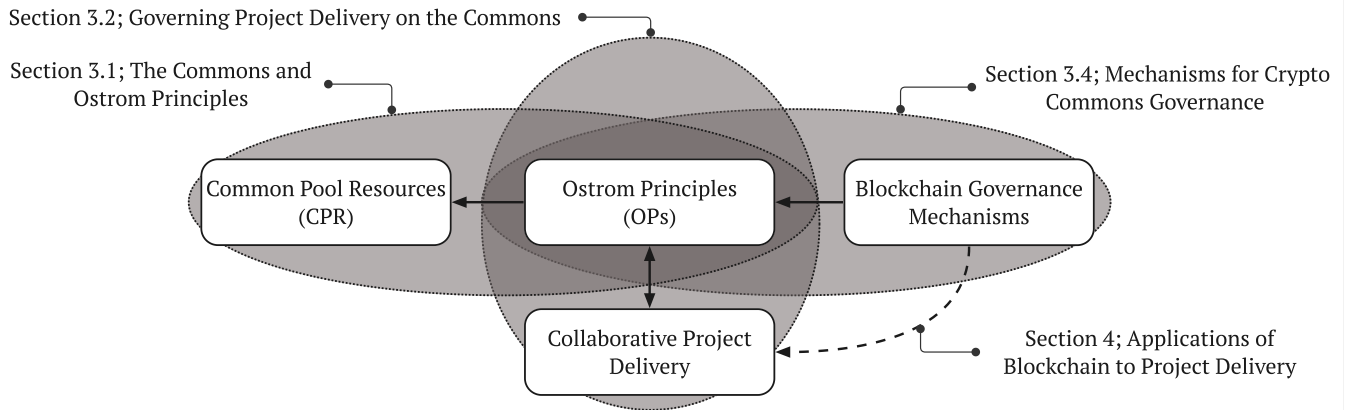 Section 3.2; Governing Project Delivery on the Commons
Section 3.1; The Commons and
Ostrom Principles
Section 3.4; Mechanisms for Crypto
Commons Governance
Common Pool Resources
(CPR)
Ostrom Principles
(OPs)
Blockchain Governance
Mechanisms
Collaborative Project
Delivery
Section 4; Applications of
Blockchain to Project Delivery